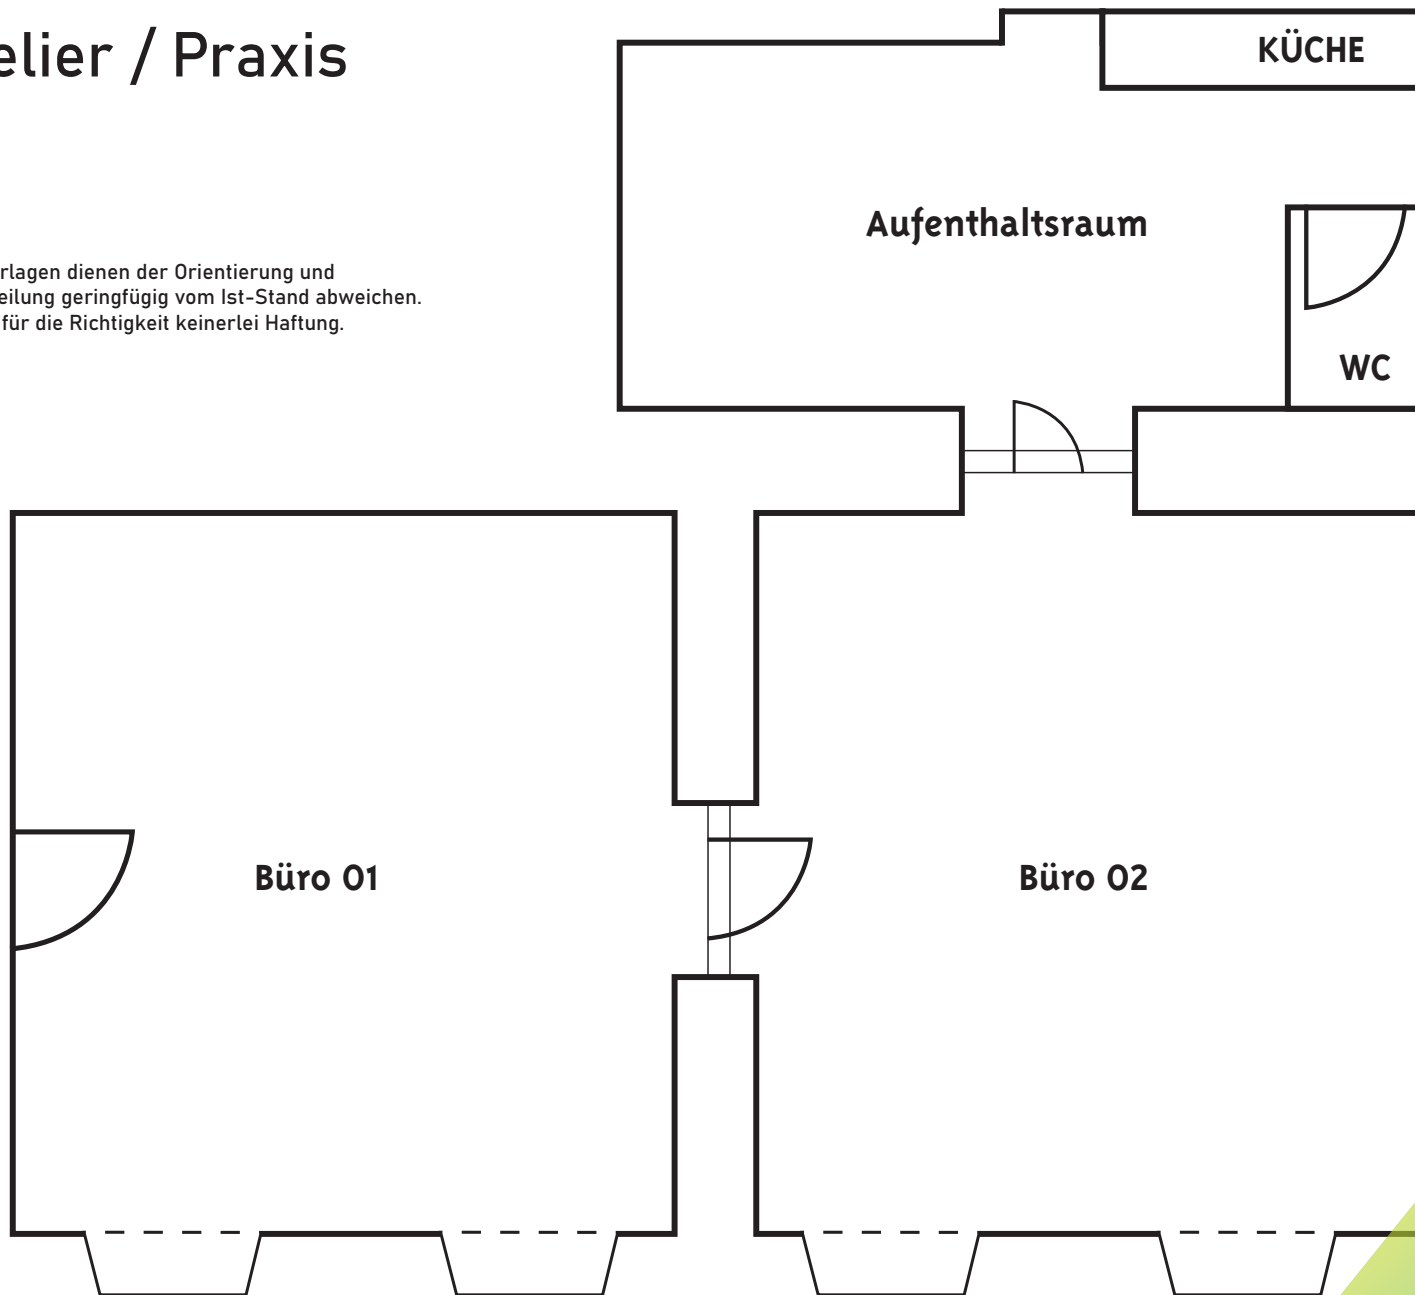 elier / Praxis
KÜCHE
Aufenthaltsraum
rlagen dienen der Orientierung und
eilung geringfügig vom Ist-Stand abweichen.
für die Richtigkeit keinerlei Haftung.
WC
Büro 01
Büro 02